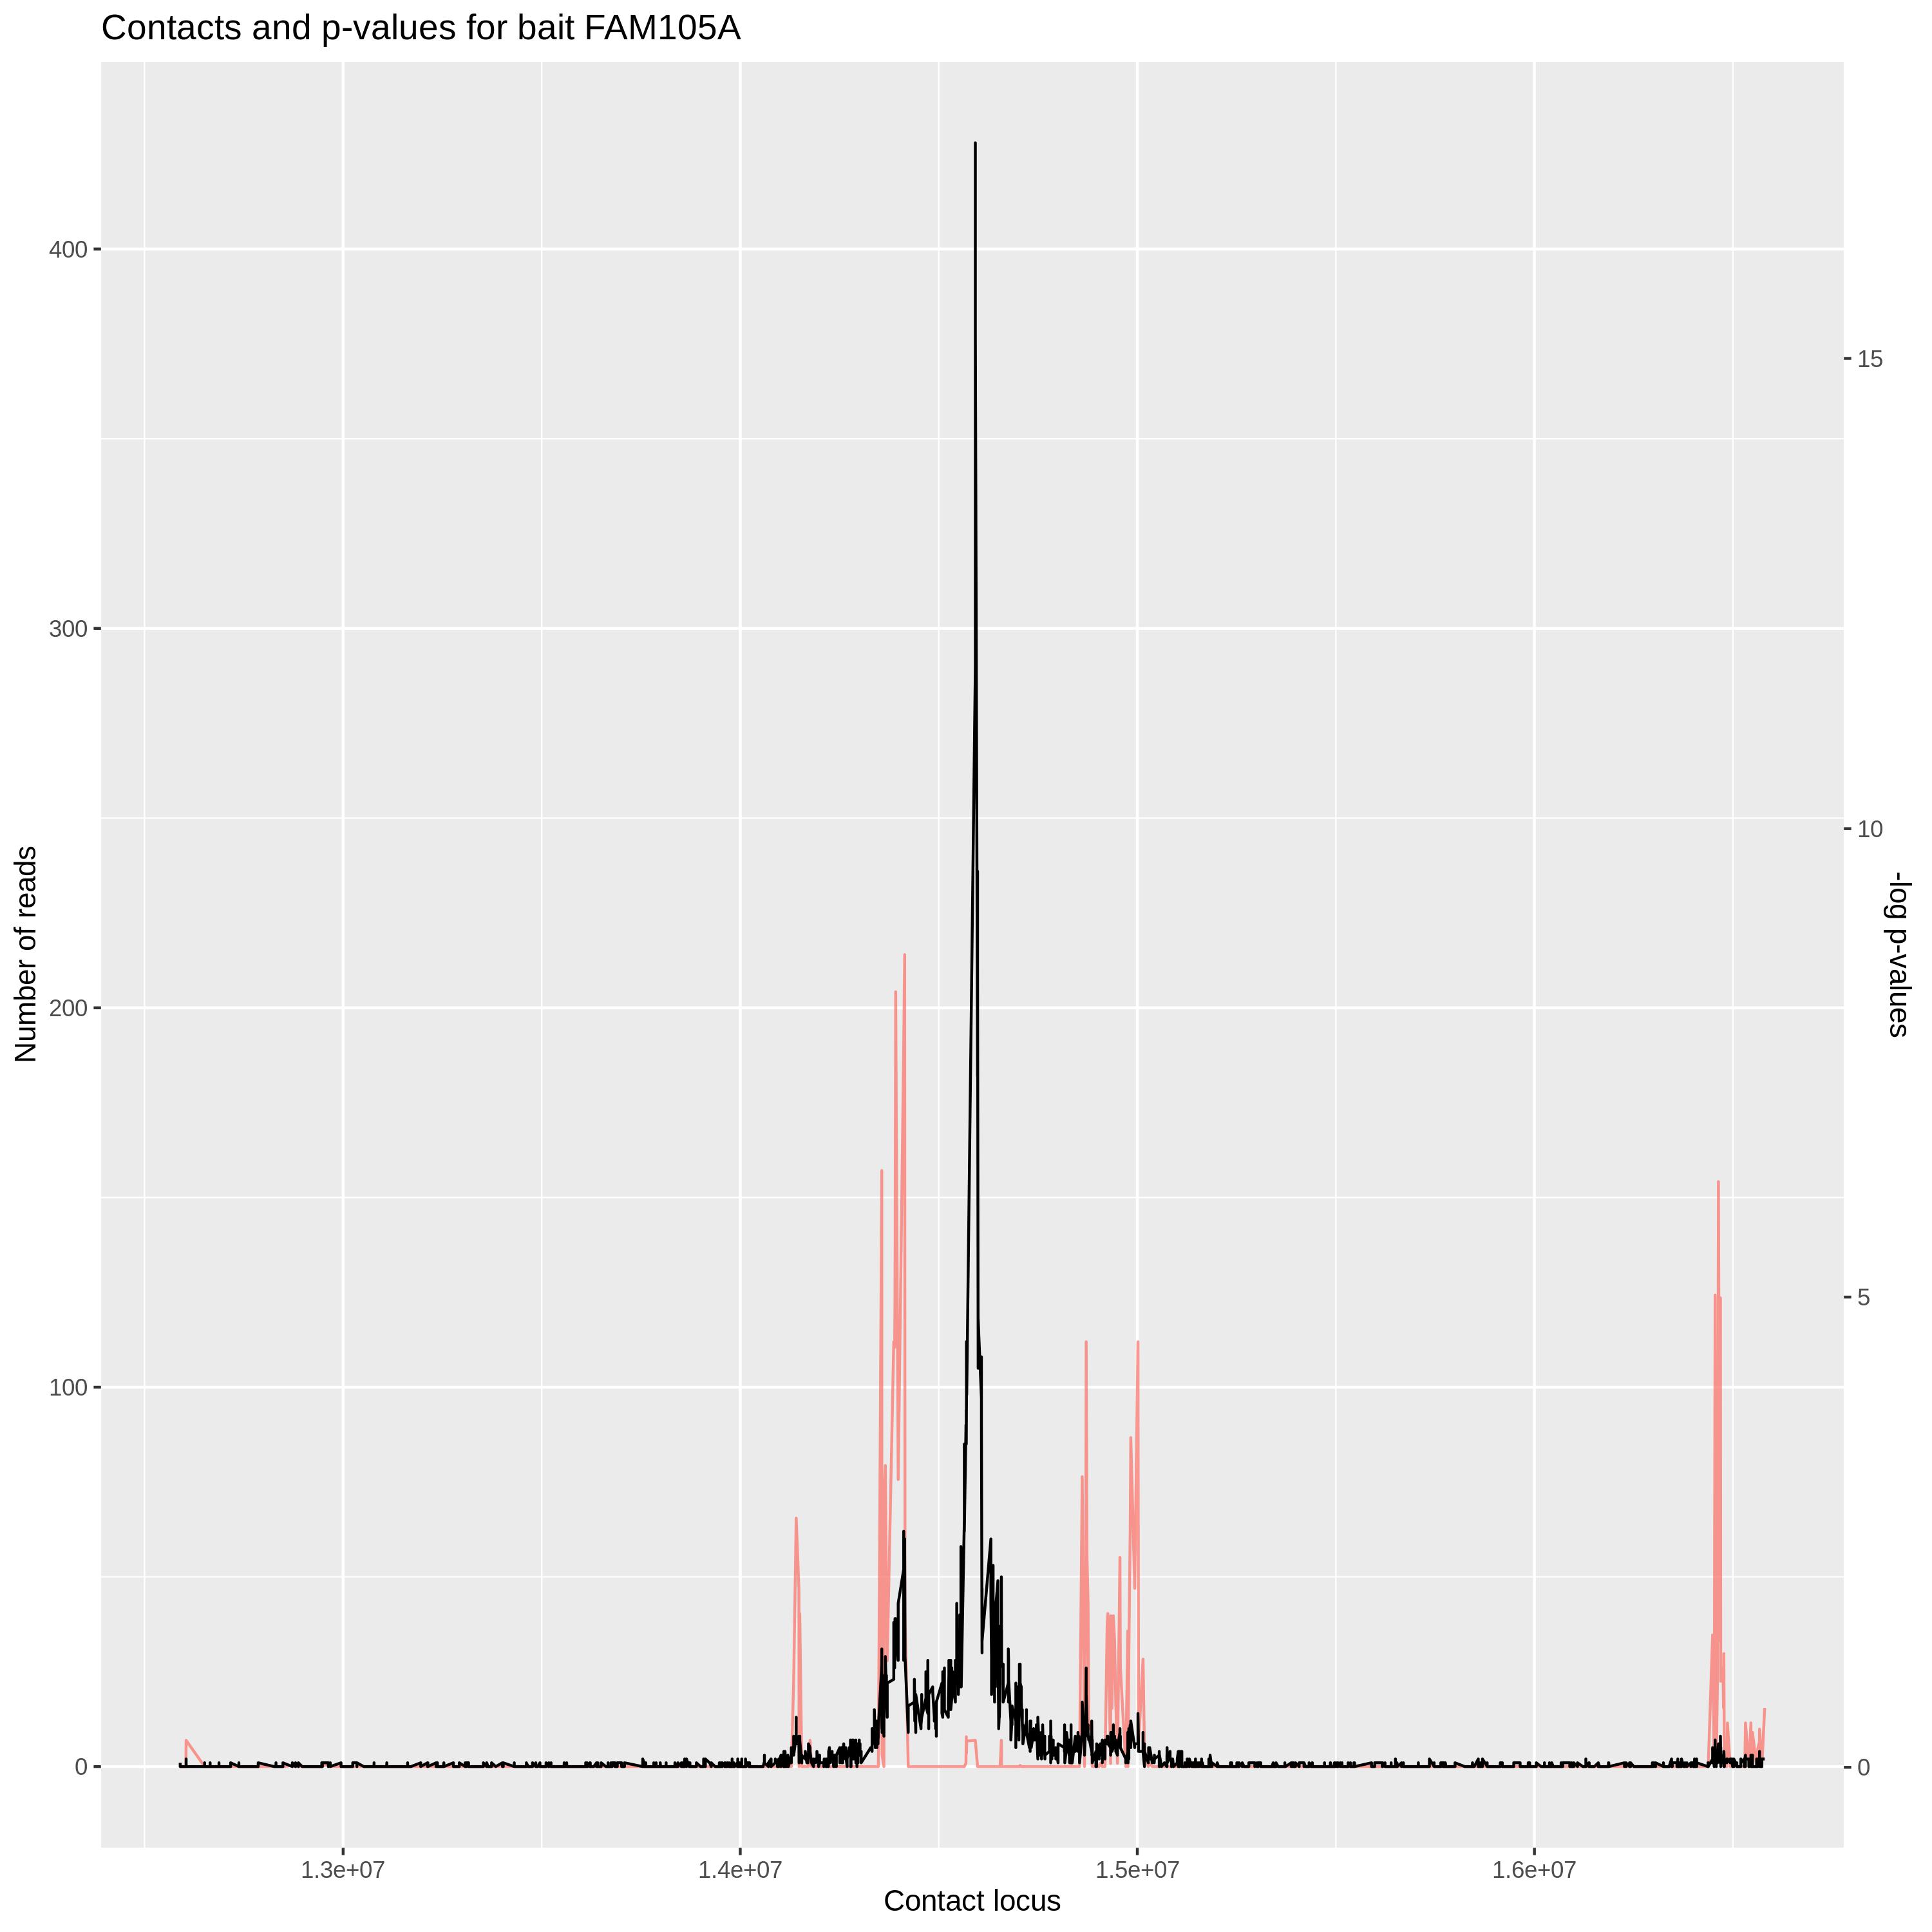 Contacts and p-values for bait FAM105A
400
300
200
100
0
Number of reads
15
10
5
0
-log p-values
1.3e+07
1.4e+07
1.5e+07
1.6e+07
Contact locus